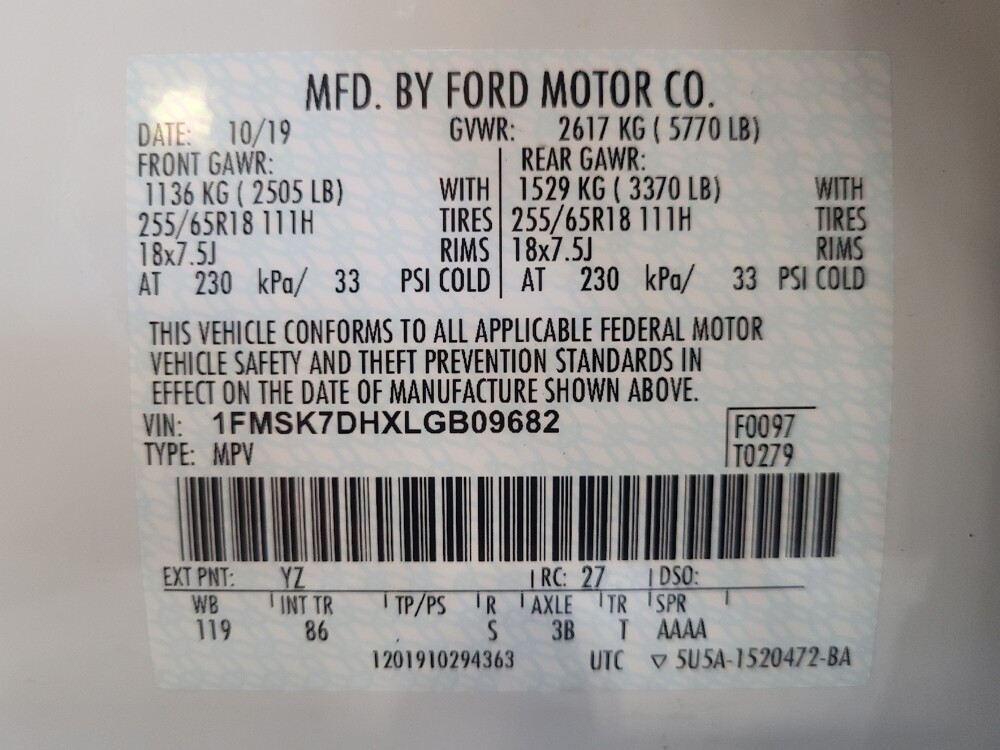 MFD. BY FORD MOTOR CO.
DATE: 10/19 GVWR: 2617 KG ( 5770 LB)
FRONT GAWR: REAR GAWR:
1136 KG ( 2505 LB) WITH 1529 KG ( 3370 LB) WITH
255/65R18 111H TIRES 255/65R18 111H TIRES
18x7.5J RIMS 18x7.5J RIMS
AT 230 kPa/ 33 PSI COLD AT 230 kPa/ 33 PSI COLD
THIS VEHICLE CONFORMS TO ALL APPLICABLE FEDERAL MOTOR
VEHICLE SAFETY AND THEFT PREVENTION STANDARDS IN
EFFECT ON THE DATE OF MANUFACTURE SHOWN ABOVE.
VIN: 1FMSK7DHXLGB09682 F0097
TYPE: MPV T0279
EXT PNT: YZ RC: 27 DSO:
WB INT TR TP/PS R AXLE TR SPR
119 86 S 3B T AAAA
1201910294363 UTC ▽ 5U5A-1520472-BA